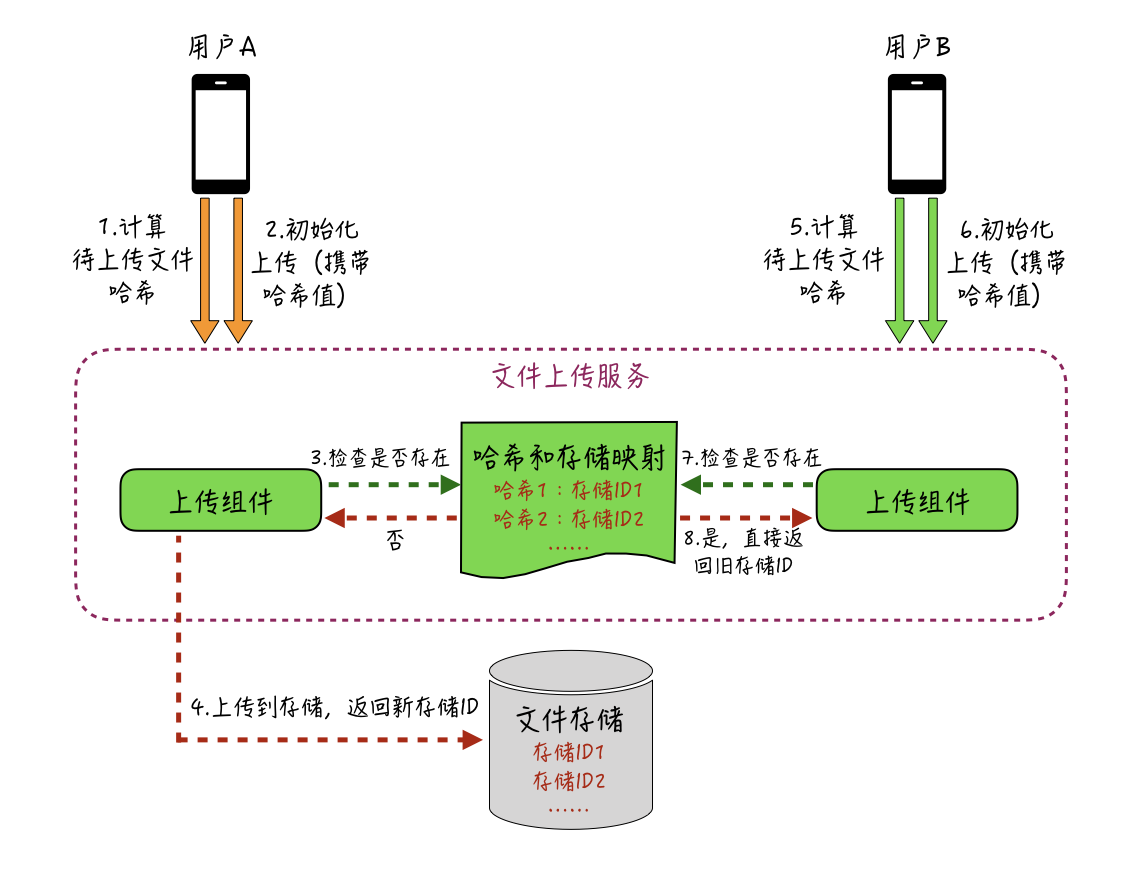 用户A
用户B
1.计算
待上传文件
哈希
2.初始化
上传（携带
哈希值）
5.计算
待上传文件
哈希
6.初始化
上传（携带
哈希值）
文件上传服务
上传组件
3.检查是否存在
否
哈希和存储映射
哈希1：存储ID1
哈希2：存储ID2
......
7.检查是否存在
8.是，直接返
回旧存储ID
上传组件
4.上传到存储，返回新存储ID
文件存储
存储ID1
存储ID2
......